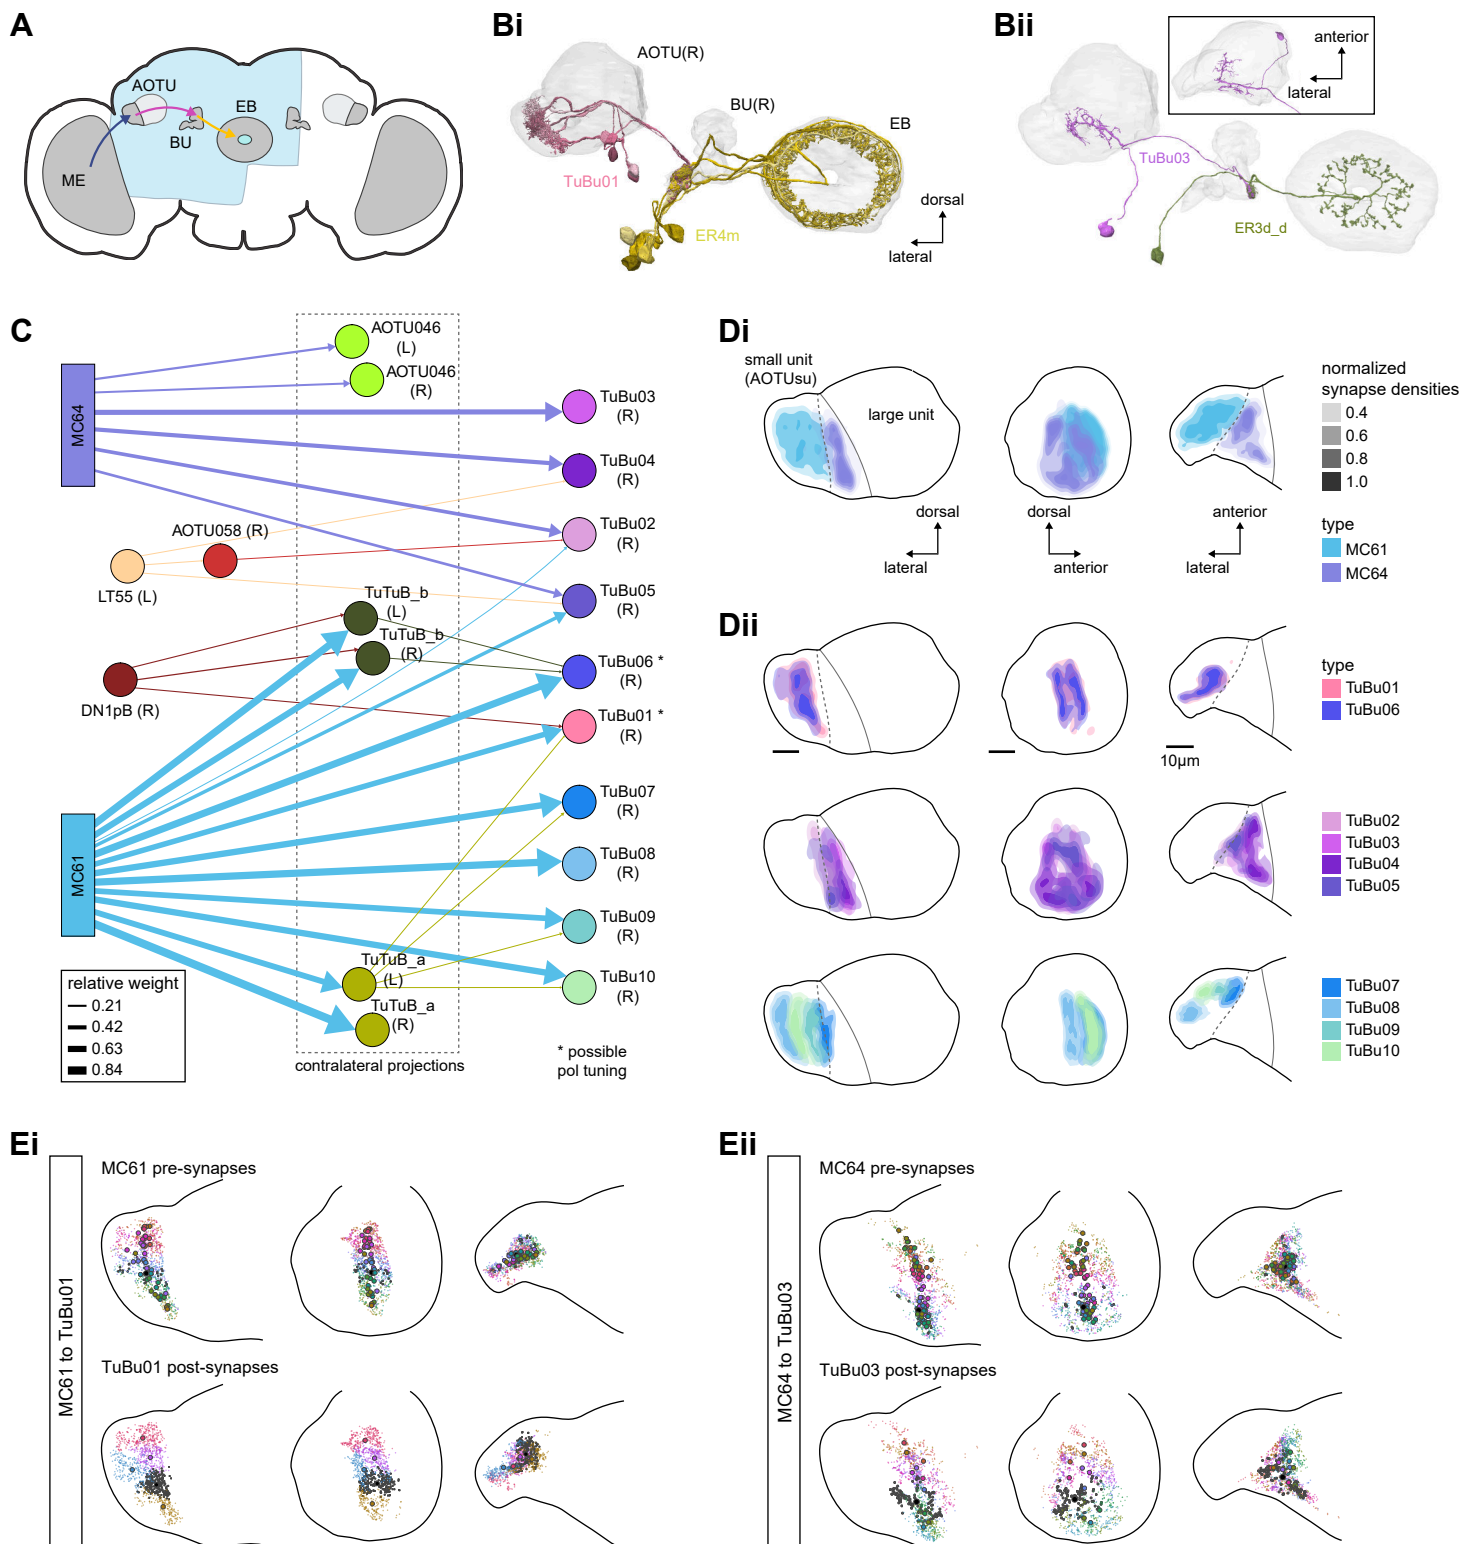 A
AOTU
EB
BU
ME
Bi
AOTU(R)
BU(R)
EB
TuBu01
ER4m
dorsal
lateral
Bii
anterior
lateral
TuBu03
ER3d_d
C
MC64
AOTU046
(L)
AOTU046
(R)
TuBu03
(R)
TuBu04
(R)
AOTU058 (R)
TuBu02
(R)
LT55 (L)
TuBu05
(R)
TuTuB_b
(L)
TuTuB_b
(R)
TuBu06 *
(R)
DN1pB (R)
TuBu01 *
(R)
TuBu07
(R)
MC61
TuBu08
(R)
TuBu09
(R)
TuTuB_a
(L)
TuBu10
(R)
TuTuB_a
(R)
relative weight
0.21
0.42
0.63
0.84
contralateral projections
* possible
pol tuning
Di
small unit
(AOTUsu)
large unit
normalized
synapse densities
0.4
0.6
0.8
1.0
dorsal
lateral
dorsal
anterior
anterior
lateral
type
MC61
MC64
Dii
type
TuBu01
TuBu06
10µm
TuBu02
TuBu03
TuBu04
TuBu05
TuBu07
TuBu08
TuBu09
TuBu10
Ei
MC61 to TuBu01
MC61 pre-synapses
TuBu01 post-synapses
Eii
MC64 to TuBu03
MC64 pre-synapses
TuBu03 post-synapses